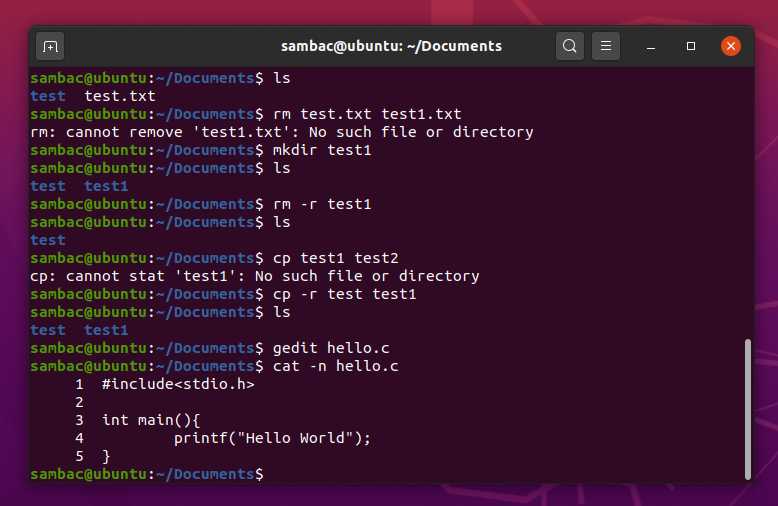 sambac@ubuntu: ~/Documents
sambac@ubuntu:~/Documents$ ls
test  test.txt
sambac@ubuntu:~/Documents$ rm test.txt test1.txt
rm: cannot remove 'test1.txt': No such file or directory
sambac@ubuntu:~/Documents$ mkdir test1
sambac@ubuntu:~/Documents$ ls
test  test1
sambac@ubuntu:~/Documents$ rm -r test1
sambac@ubuntu:~/Documents$ ls
test
sambac@ubuntu:~/Documents$ cp test1 test2
cp: cannot stat 'test1': No such file or directory
sambac@ubuntu:~/Documents$ cp -r test test1
sambac@ubuntu:~/Documents$ ls
test  test1
sambac@ubuntu:~/Documents$ gedit hello.c
sambac@ubuntu:~/Documents$ cat -n hello.c
     1  #include<stdio.h>
     2
     3  int main(){
     4          printf("Hello World");
     5  }
sambac@ubuntu:~/Documents$